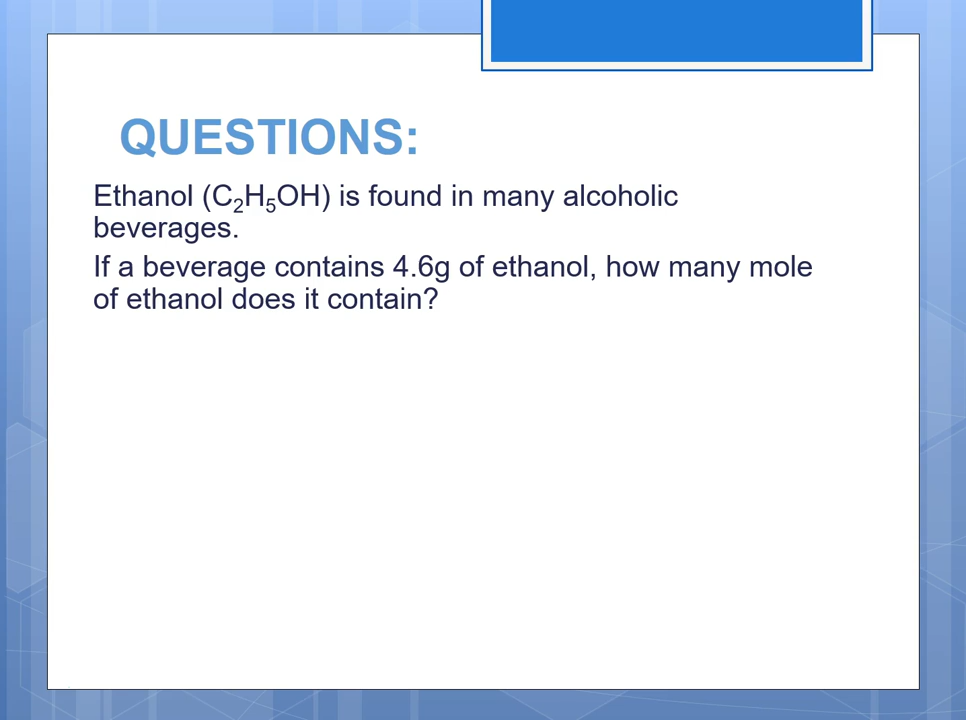 QUESTIONS:
Ethanol (C₂H₅OH) is found in many alcoholic
beverages.
If a beverage contains 4.6g of ethanol, how many mole
of ethanol does it contain?